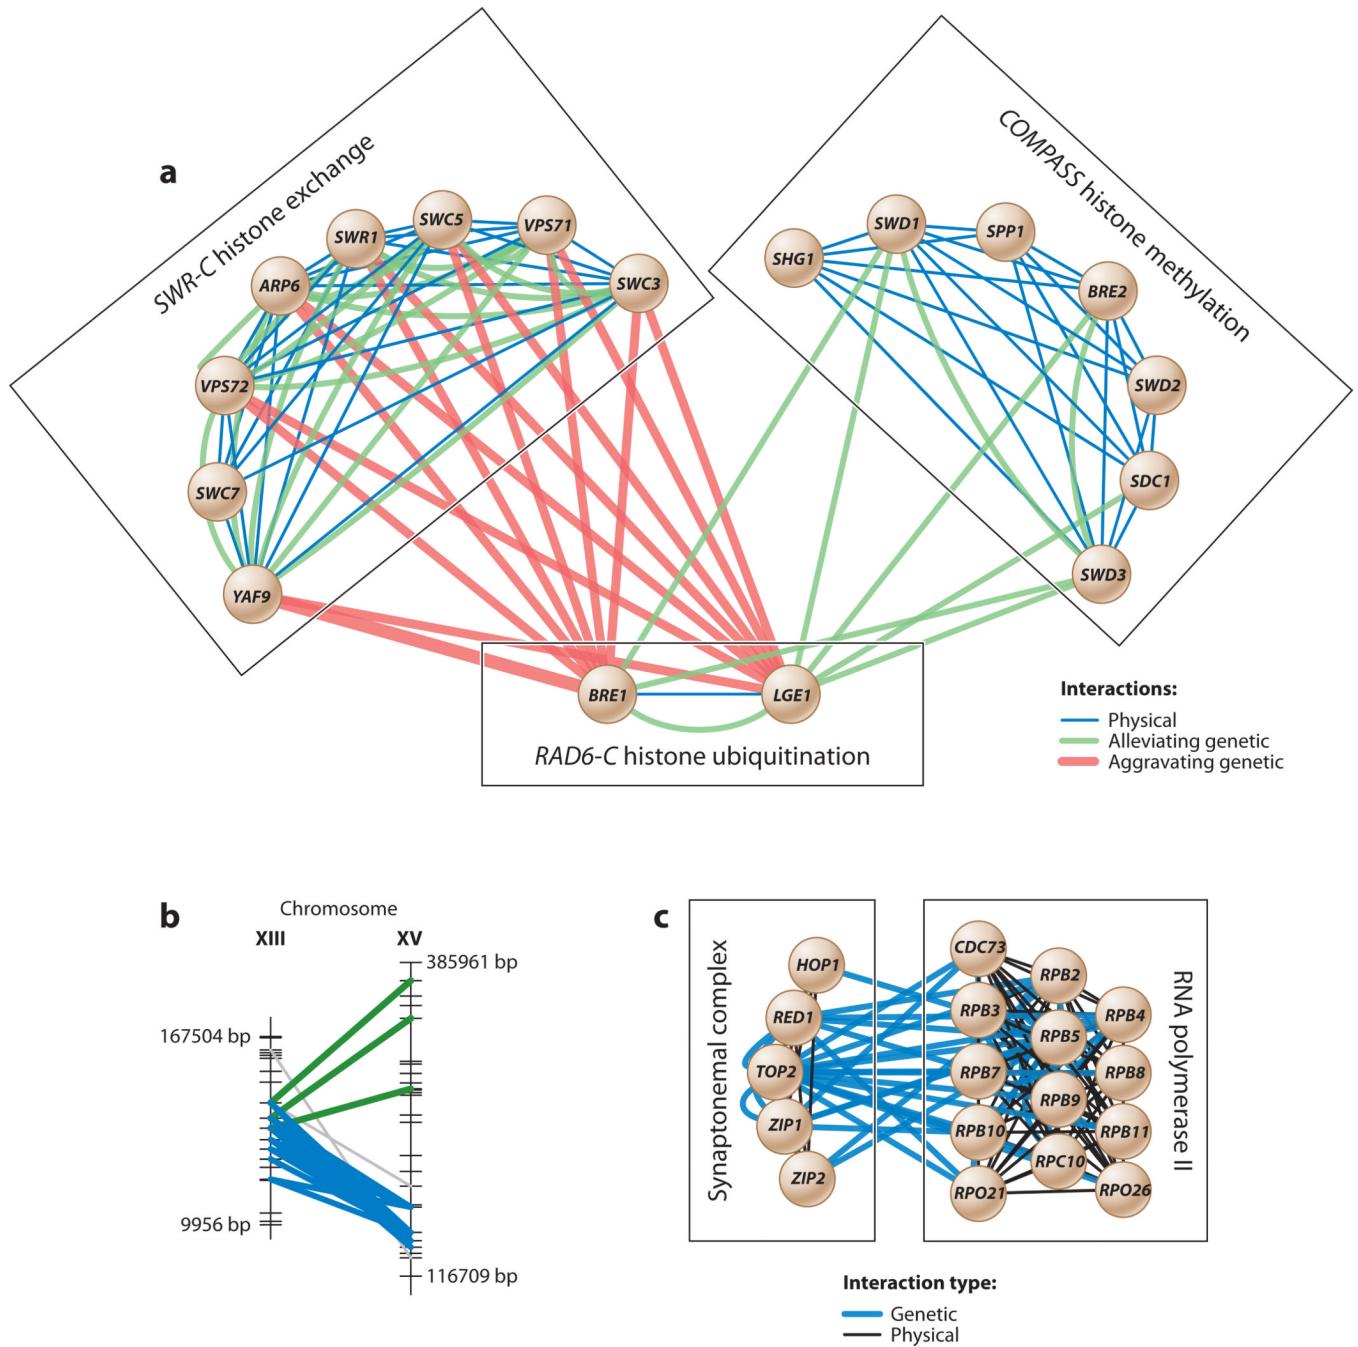 a
SWR-C histone exchange
COMPASS histone methylation
SWR1
SWC5
VPS71
SWC3
ARP6
VPS72
SWC7
YAF9
SHG1
SWD1
SPP1
BRE2
SWD2
SDC1
SWD3
BRE1
LGE1
RAD6-C histone ubiquitination
Interactions:
Physical
Alleviating genetic
Aggravating genetic
b
Chromosome
XIII
XV
385961 bp
167504 bp
9956 bp
116709 bp
c
Synaptonemal complex
HOP1
RED1
TOP2
ZIP1
ZIP2
CDC73
RPB2
RPB3
RPB4
RPB5
RPB7
RPB8
RPB9
RPB10
RPB11
RPC10
RPO21
RPO26
RNA polymerase II
Interaction type:
Genetic
Physical